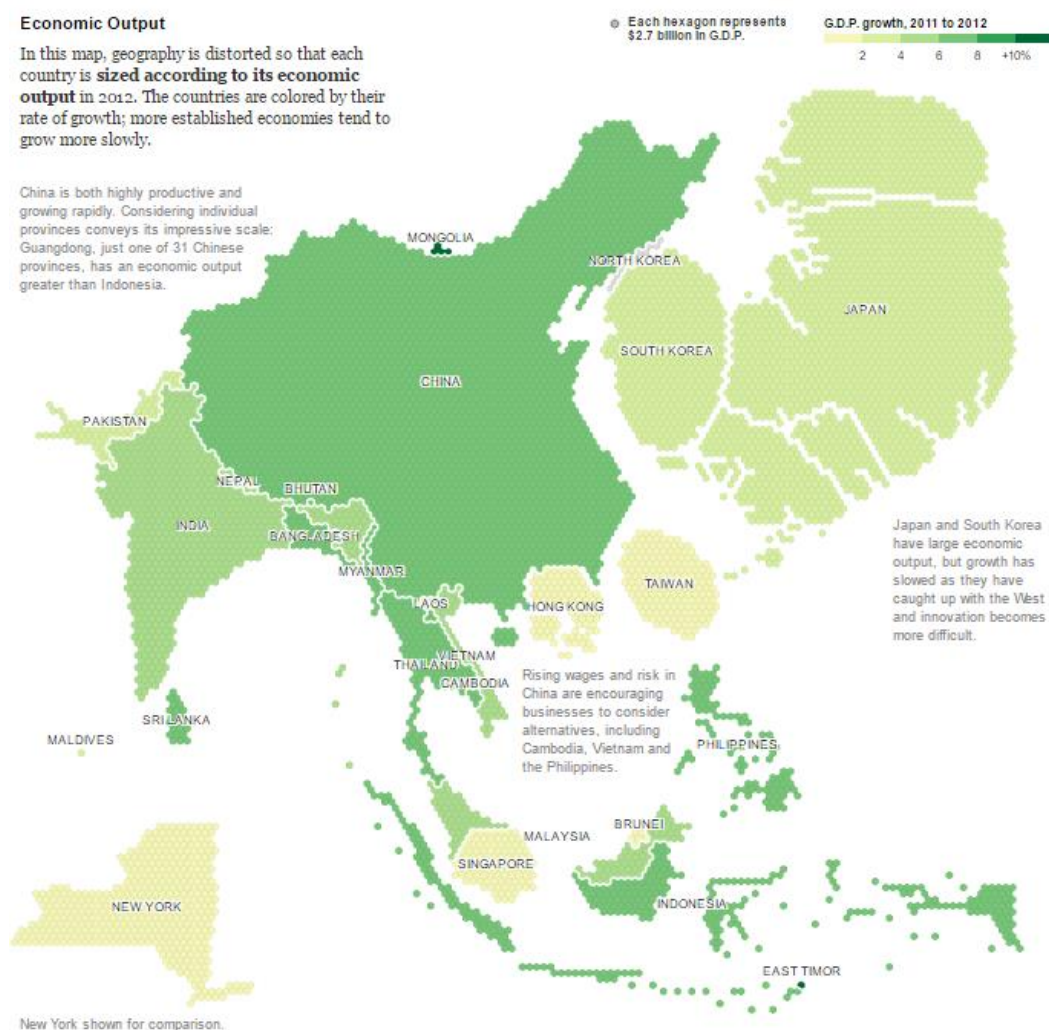 Economic Output
In this map, geography is distorted so that each
country is sized according to its economic
output in 2012. The countries are colored by their
rate of growth; more established economies tend to
grow more slowly.
Each hexagon represents
$2.7 billion in G.D.P.
G.D.P. growth, 2011 to 2012
2 4 6 8 +10%
China is both highly productive and
growing rapidly. Considering individual
provinces conveys its impressive scale:
Guangdong, just one of 31 Chinese
provinces, has an economic output
greater than Indonesia.
MONGOLIA
NORTH KOREA
JAPAN
SOUTH KOREA
CHINA
PAKISTAN
NEPAL
BHUTAN
INDIA
BANGLADESH
MYANMAR
Japan and South Korea
have large economic
output, but growth has
slowed as they have
caught up with the West
and innovation becomes
more difficult.
TAIWAN
LAOS
HONG KONG
VIETNAM
THAILAND
CAMBODIA
Rising wages and risk in
China are encouraging
businesses to consider
alternatives, including
Cambodia, Vietnam and
the Philippines.
SRI LANKA
MALDIVES
PHILIPPINES
BRUNEI
MALAYSIA
SINGAPORE
INDONESIA
NEW YORK
EAST TIMOR
New York shown for comparison.